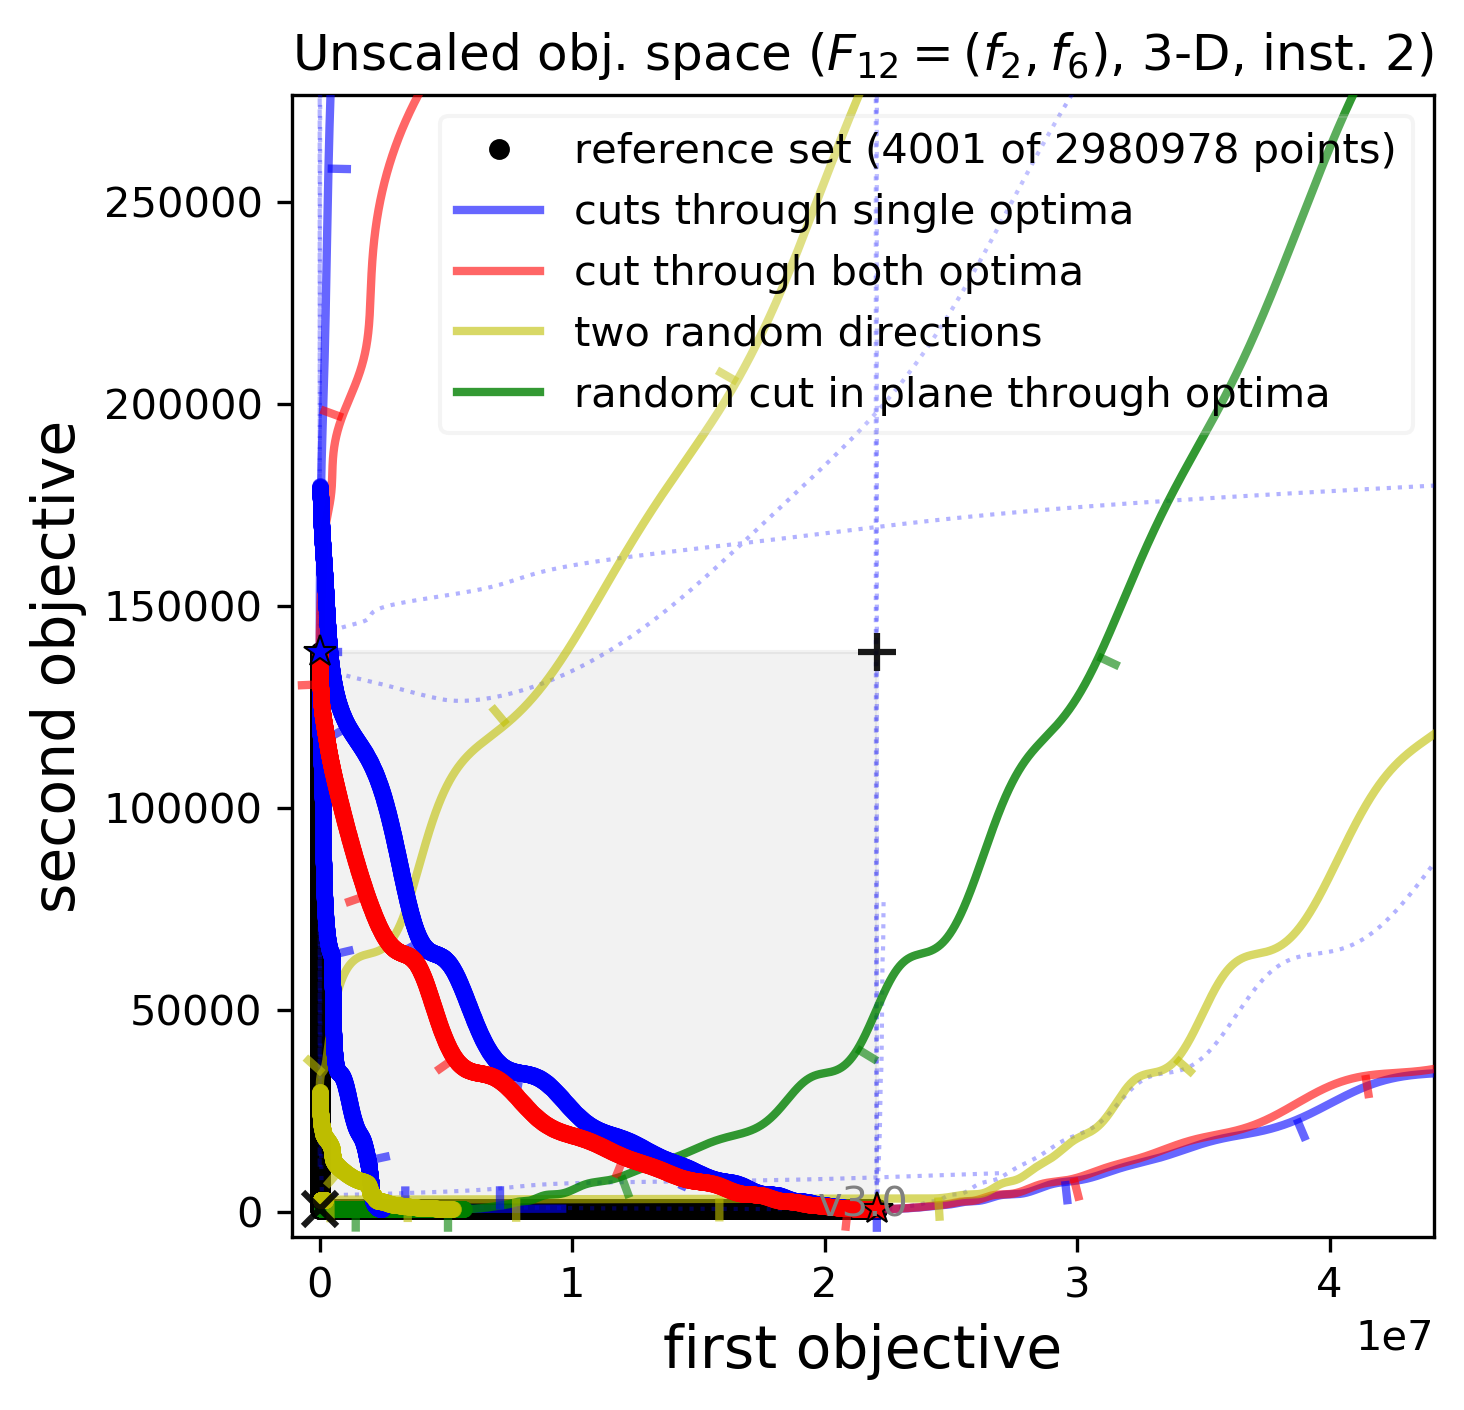 Unscaled obj. space (F₁₂ = (f₂, f₆), 3-D, inst. 2)
reference set (4001 of 2980978 points)
cuts through single optima
cut through both optima
two random directions
random cut in plane through optima
250000
200000
150000
100000
50000
0
second objective
v3.0
0 1 2 3 4
1e7
first objective